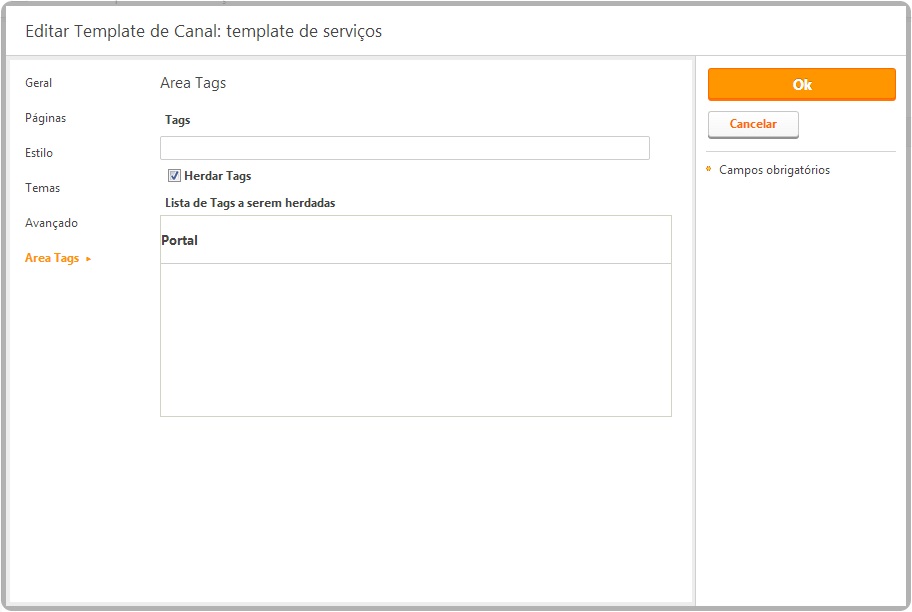 Editar Template de Canal: template de serviços
Geral
Páginas
Estilo
Temas
Avançado
Area Tags ▸
Area Tags
Tags
Herdar Tags
Lista de Tags a serem herdadas
Portal
Ok
Cancelar
* Campos obrigatórios